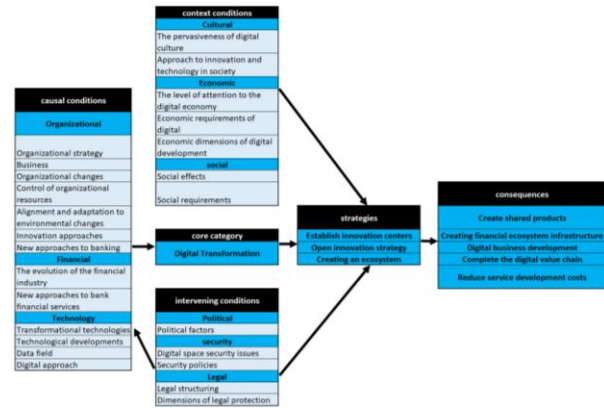 context conditions
Cultural
The pervasiveness of digital
culture
Approach to innovation and
technology in society
Economic
The level of attention to the
digital economy
Economic requirements of
digital
Economic dimensions of digital
development
social
Social effects
Social requirements
causal conditions
Organizational
Organizational strategy
Business
Organizational changes
Control of organizational
resources
Alignment and adaptation to
environmental changes
Innovation approaches
New approaches to banking
Financial
The evolution of the financial
industry
New approaches to bank
financial services
Technology
Transformational technologies
Technological developments
Data field
Digital approach
core category
Digital Transformation
intervening conditions
Political
Political factors
security
Digital space security issues
Security policies
Legal
Legal structuring
Dimensions of legal protection
strategies
Establish innovation centers
Open innovation strategy
Creating an ecosystem
consequences
Create shared products
Creating financial ecosystem infrastructure
Digital business development
Complete the digital value chain
Reduce service development costs